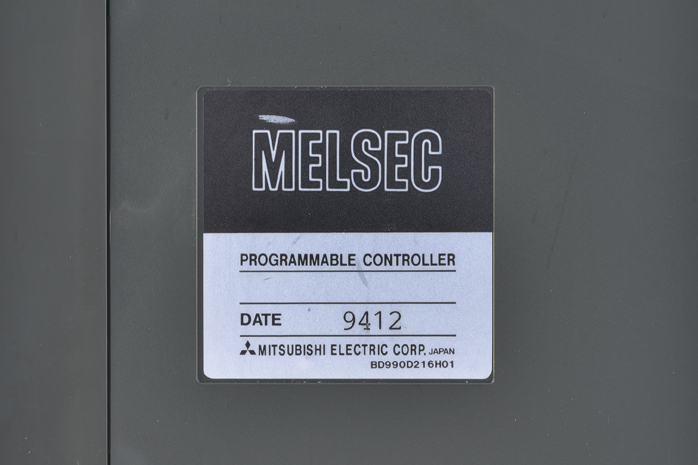 MELSEC
PROGRAMMABLE CONTROLLER
DATE 9412
MITSUBISHI ELECTRIC CORP. JAPAN
BD990D216H01